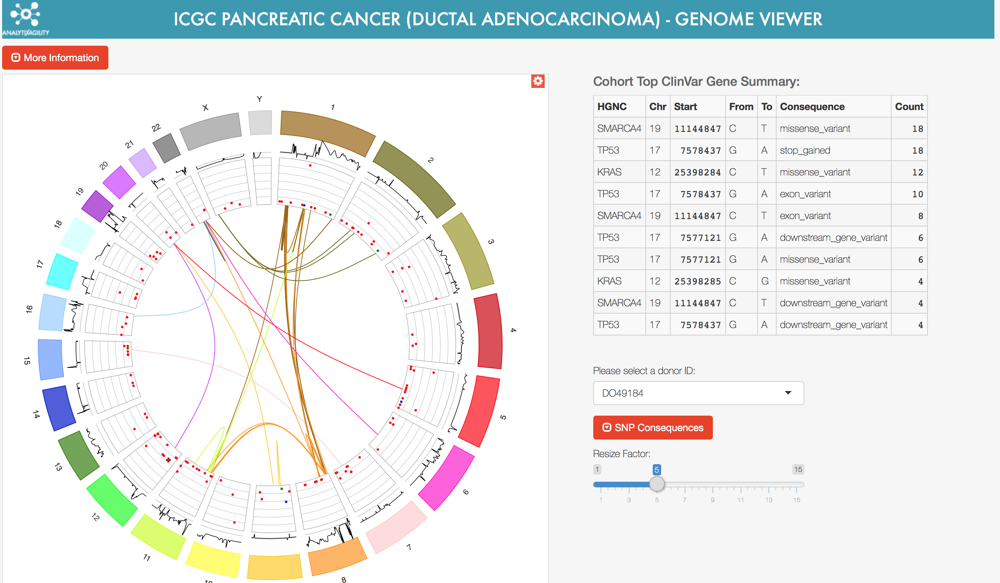 ANALYTIXAGILITY
ICGC PANCREATIC CANCER (DUCTAL ADENOCARCINOMA) - GENOME VIEWER
More Information
Y
X
1
22
2
21
20
3
19
18
4
17
16
5
15
14
6
13
7
12
11
8
10
Cohort Top ClinVar Gene Summary:
HGNC Chr Start From To Consequence Count
SMARCA4 19 11144847 C T missense_variant 18
TP53 17 7578437 G A stop_gained 18
KRAS 12 25398284 C T missense_variant 12
TP53 17 7578437 G A exon_variant 10
SMARCA4 19 11144847 C T exon_variant 8
TP53 17 7577121 G A downstream_gene_variant 6
TP53 17 7577121 G A missense_variant 6
KRAS 12 25398285 C G missense_variant 4
SMARCA4 19 11144847 C T downstream_gene_variant 4
TP53 17 7578437 G A downstream_gene_variant 4
Please select a donor ID:
DO49184
SNP Consequences
Resize Factor:
1 5 15
1 3 5 7 9 11 13 15